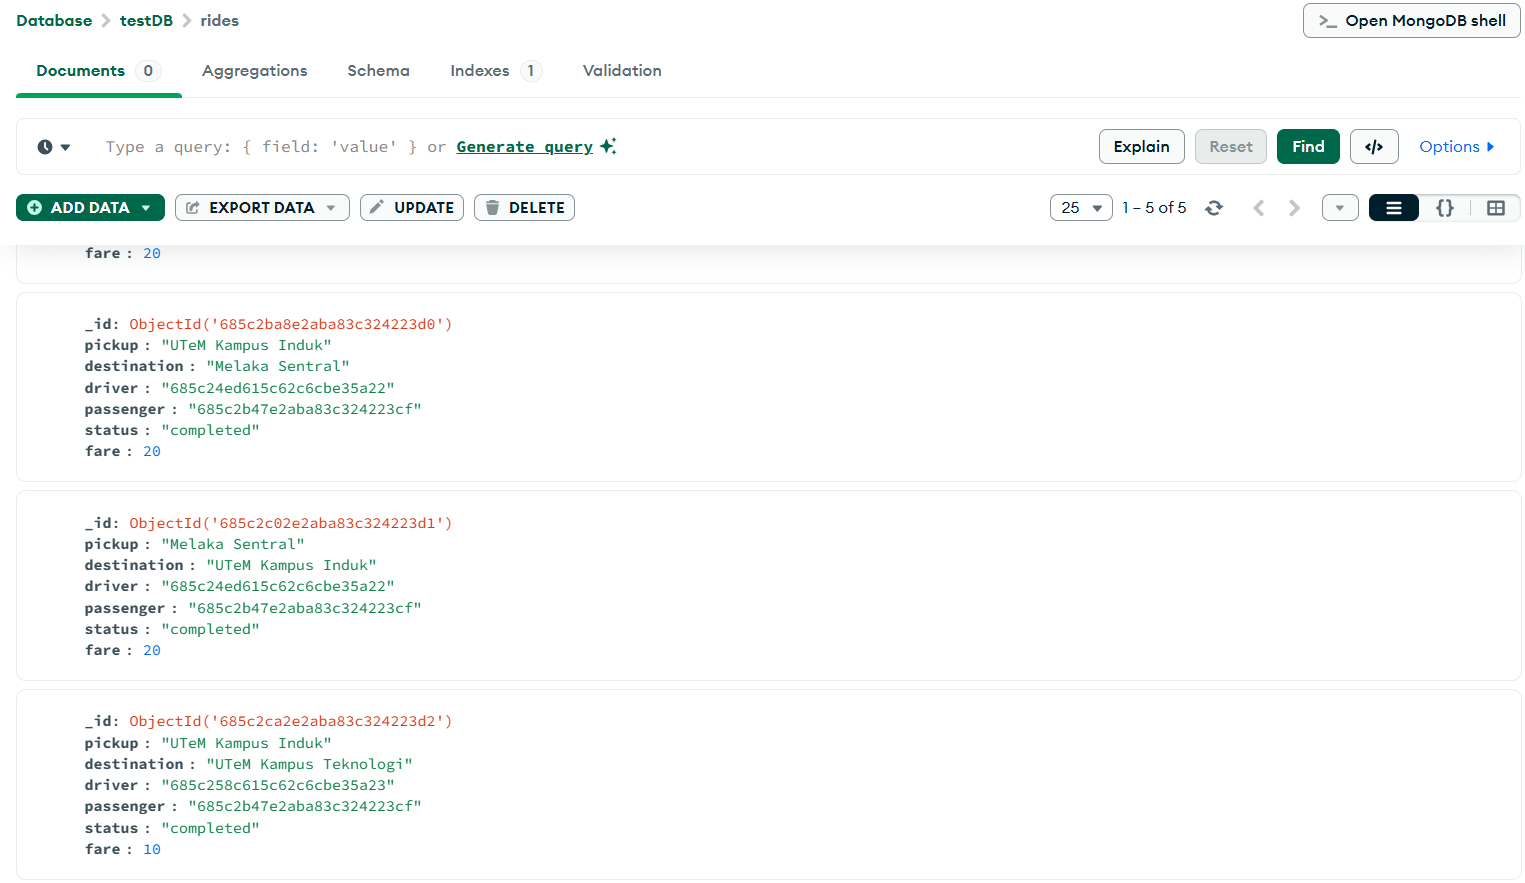 Database > testDB > rides
>_ Open MongoDB shell
Documents 0 Aggregations Schema Indexes 1 Validation
Type a query: { field: 'value' } or Generate query
Explain Reset Find </> Options
ADD DATA EXPORT DATA UPDATE DELETE 25 1 – 5 of 5 {}
fare : 20
_id: ObjectId('685c2ba8e2aba83c324223d0')
pickup : "UTeM Kampus Induk"
destination : "Melaka Sentral"
driver : "685c24ed615c62c6cbe35a22"
passenger : "685c2b47e2aba83c324223cf"
status : "completed"
fare : 20
_id: ObjectId('685c2c02e2aba83c324223d1')
pickup : "Melaka Sentral"
destination : "UTeM Kampus Induk"
driver : "685c24ed615c62c6cbe35a22"
passenger : "685c2b47e2aba83c324223cf"
status : "completed"
fare : 20
_id: ObjectId('685c2ca2e2aba83c324223d2')
pickup : "UTeM Kampus Induk"
destination : "UTeM Kampus Teknologi"
driver : "685c258c615c62c6cbe35a23"
passenger : "685c2b47e2aba83c324223cf"
status : "completed"
fare : 10